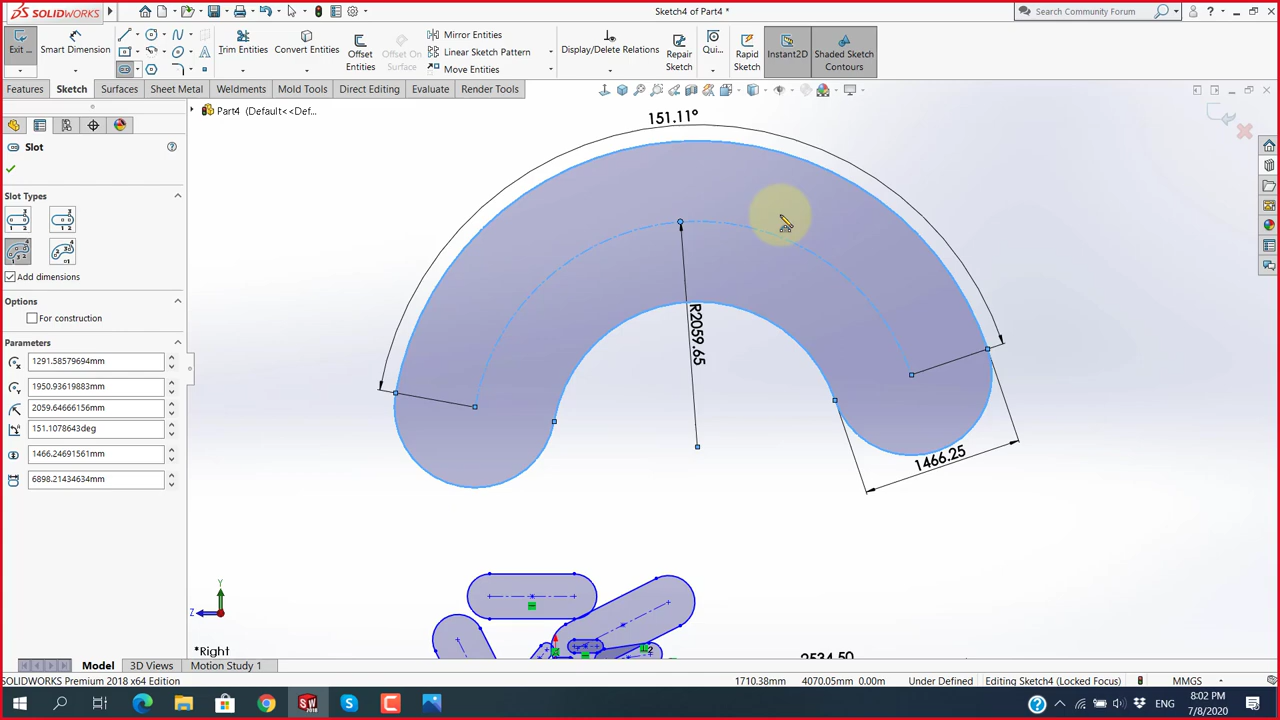 SOLIDWORKS
Sketch4 of Part4 *
Search Community Forum
Exit ...
Smart Dimension
Trim Entities
Convert Entities
Offset Entities
Offset On Surface
Mirror Entities
Linear Sketch Pattern
Move Entities
Display/Delete Relations
Repair Sketch
Qui...
Rapid Sketch
Instant2D
Shaded Sketch Contours
Features
Sketch
Surfaces
Sheet Metal
Weldments
Mold Tools
Direct Editing
Evaluate
Render Tools
Part4 (Default<<Def...
Slot
Slot Types
Add dimensions
Options
For construction
Parameters
1291.58579694mm
1950.93619883mm
2059.64666156mm
151.1078643deg
1466.24691561mm
6898.21434634mm
151.11°
R2059.65
1466.25
2
2534.50
Y
Z
*Right
Model
3D Views
Motion Study 1
SOLIDWORKS Premium 2018 x64 Edition
1710.38mm
4070.05mm 0.00m
Under Defined
Editing Sketch4 (Locked Focus)
MMGS
ENG
8:02 PM
7/8/2020